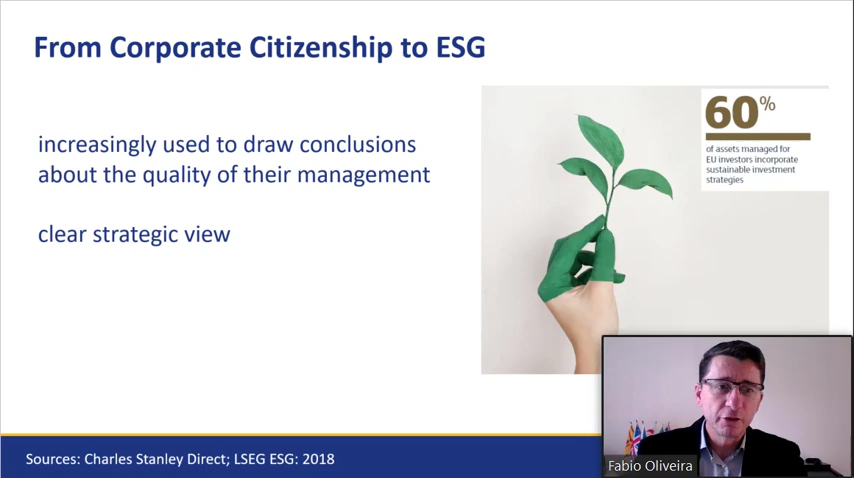 From Corporate Citizenship to ESG
increasingly used to draw conclusions
about the quality of their management
clear strategic view
60%
of assets managed for
EU investors incorporate
sustainable investment
strategies
Sources: Charles Stanley Direct; LSEG ESG: 2018
Fabio Oliveira